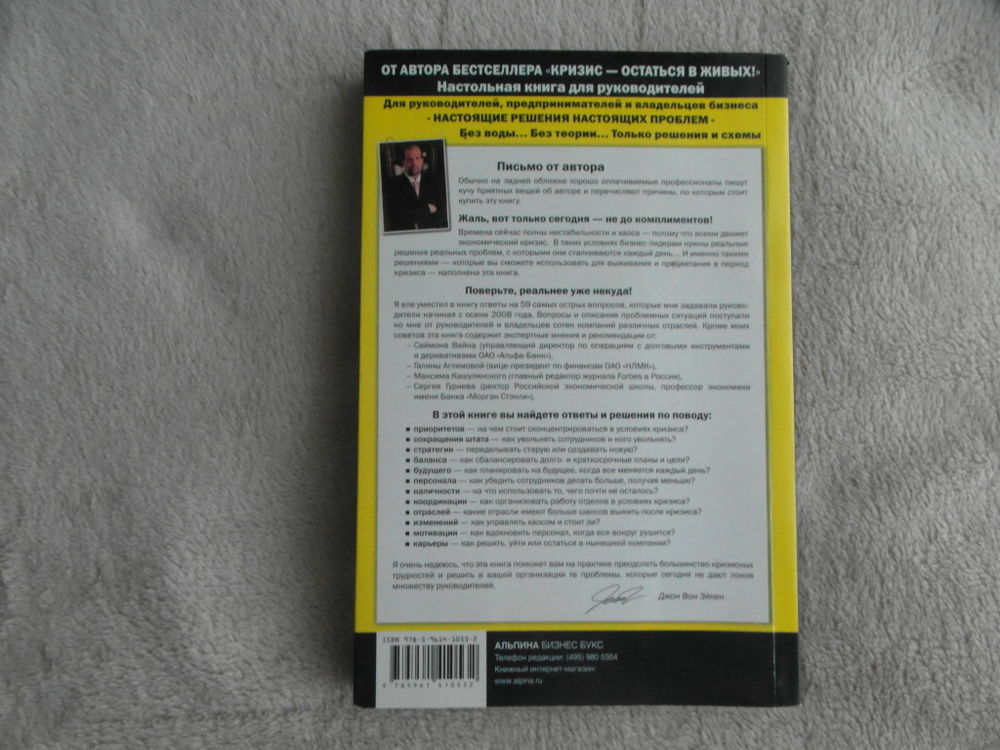 ОТ АВТОРА БЕСТСЕЛЛЕРА «КРИЗИС — ОСТАТЬСЯ В ЖИВЫХ!»
Настольная книга для руководителей
Для руководителей, предпринимателей и владельцев бизнеса
- НАСТОЯЩИЕ РЕШЕНИЯ НАСТОЯЩИХ ПРОБЛЕМ -
Без воды... Без теории... Только решения и схемы
Письмо от автора
Обычно на задней обложке хорошо оплачиваемые профессионалы пишут
кучу приятных вещей об авторе и перечисляют причины, по которым стоит
купить эту книгу.
Жаль, вот только сегодня — не до комплиментов!
Времена сейчас полны нестабильности и хаоса — потому что всеми движет
экономический кризис. В таких условиях бизнес-лидерам нужны реальные
решения реальных проблем, с которыми они сталкиваются каждый день... И именно такими
решениями — которые вы сможете использовать для выживания и процветания в период
кризиса — наполнена эта книга.
Поверьте, реальнее уже некуда!
Я еле уместил в книгу ответы на 59 самых острых вопросов, которые мне задавали руково-
дители начиная с осени 2008 года. Вопросы и описания проблемных ситуаций поступали
ко мне от руководителей и владельцев сотен компаний различных отраслей. Кроме моих
советов эта книга содержит экспертные мнения и рекомендации от:
– Саймона Вайна (управляющий директор по операциям с долговыми инструментами
и деривативами ОАО «Альфа-Банк»),
– Галины Аглямовой (вице-президент по финансам ОАО «НЛМК»),
– Максима Кашулинского (главный редактор журнала Forbes в России),
– Сергея Гуриева (ректор Российской экономической школы, профессор экономики
имени Банка «Морган Стэнли»).
В этой книге вы найдете ответы и решения по поводу:
▪ приоритетов — на чем стоит сконцентрироваться в условиях кризиса?
▪ сокращения штата — как увольнять сотрудников и кого увольнять?
▪ стратегии — переделывать старую или создавать новую?
▪ баланса — как сбалансировать долго- и краткосрочные планы и цели?
▪ будущего — как планировать на будущее, когда все меняется каждый день?
▪ персонала — как убедить сотрудников делать больше, получая меньше?
▪ наличности — на что использовать то, чего почти не осталось?
▪ координации — как организовать работу отделов в условиях кризиса?
▪ отраслей — какие отрасли имеют больше шансов выжить после кризиса?
▪ изменений — как управлять хаосом и стоит ли?
▪ мотивации — как вдохновить персонал, когда все вокруг рушится?
▪ карьеры — как решить, уйти или остаться в нынешней компании?
Я очень надеюсь, что эта книга поможет вам на практике преодолеть большинство кризисных
трудностей и решить в вашей организации те проблемы, которые сегодня не дают покоя
множеству руководителей.
Джон Вон Эйкен
ISBN 978-5-9614-1053-2
9 785961 410532
АЛЬПИНА БИЗНЕС БУКС
Телефон редакции: (495) 980 5354
Книжный интернет-магазин:
www.alpina.ru